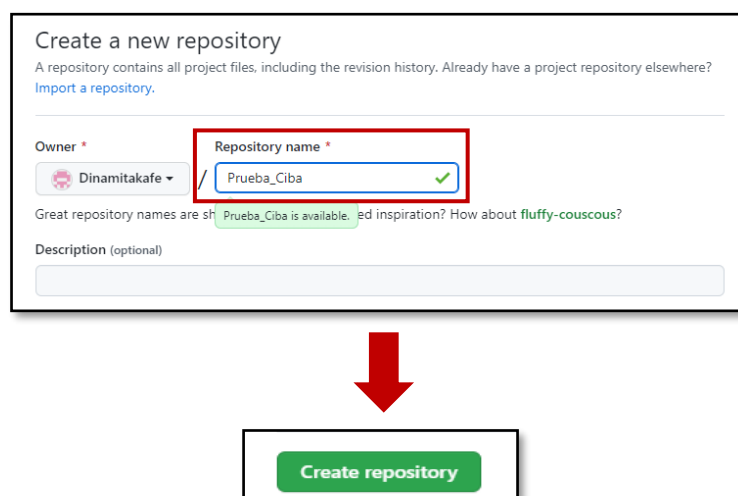 Create a new repository
A repository contains all project files, including the revision history. Already have a project repository elsewhere?
Import a repository.
Owner *
Repository name *
Dinamitakafe
/
Prueba_Ciba
Great repository names are sh ed inspiration? How about fluffy-couscous?
Prueba_Ciba is available.
Description (optional)
Create repository